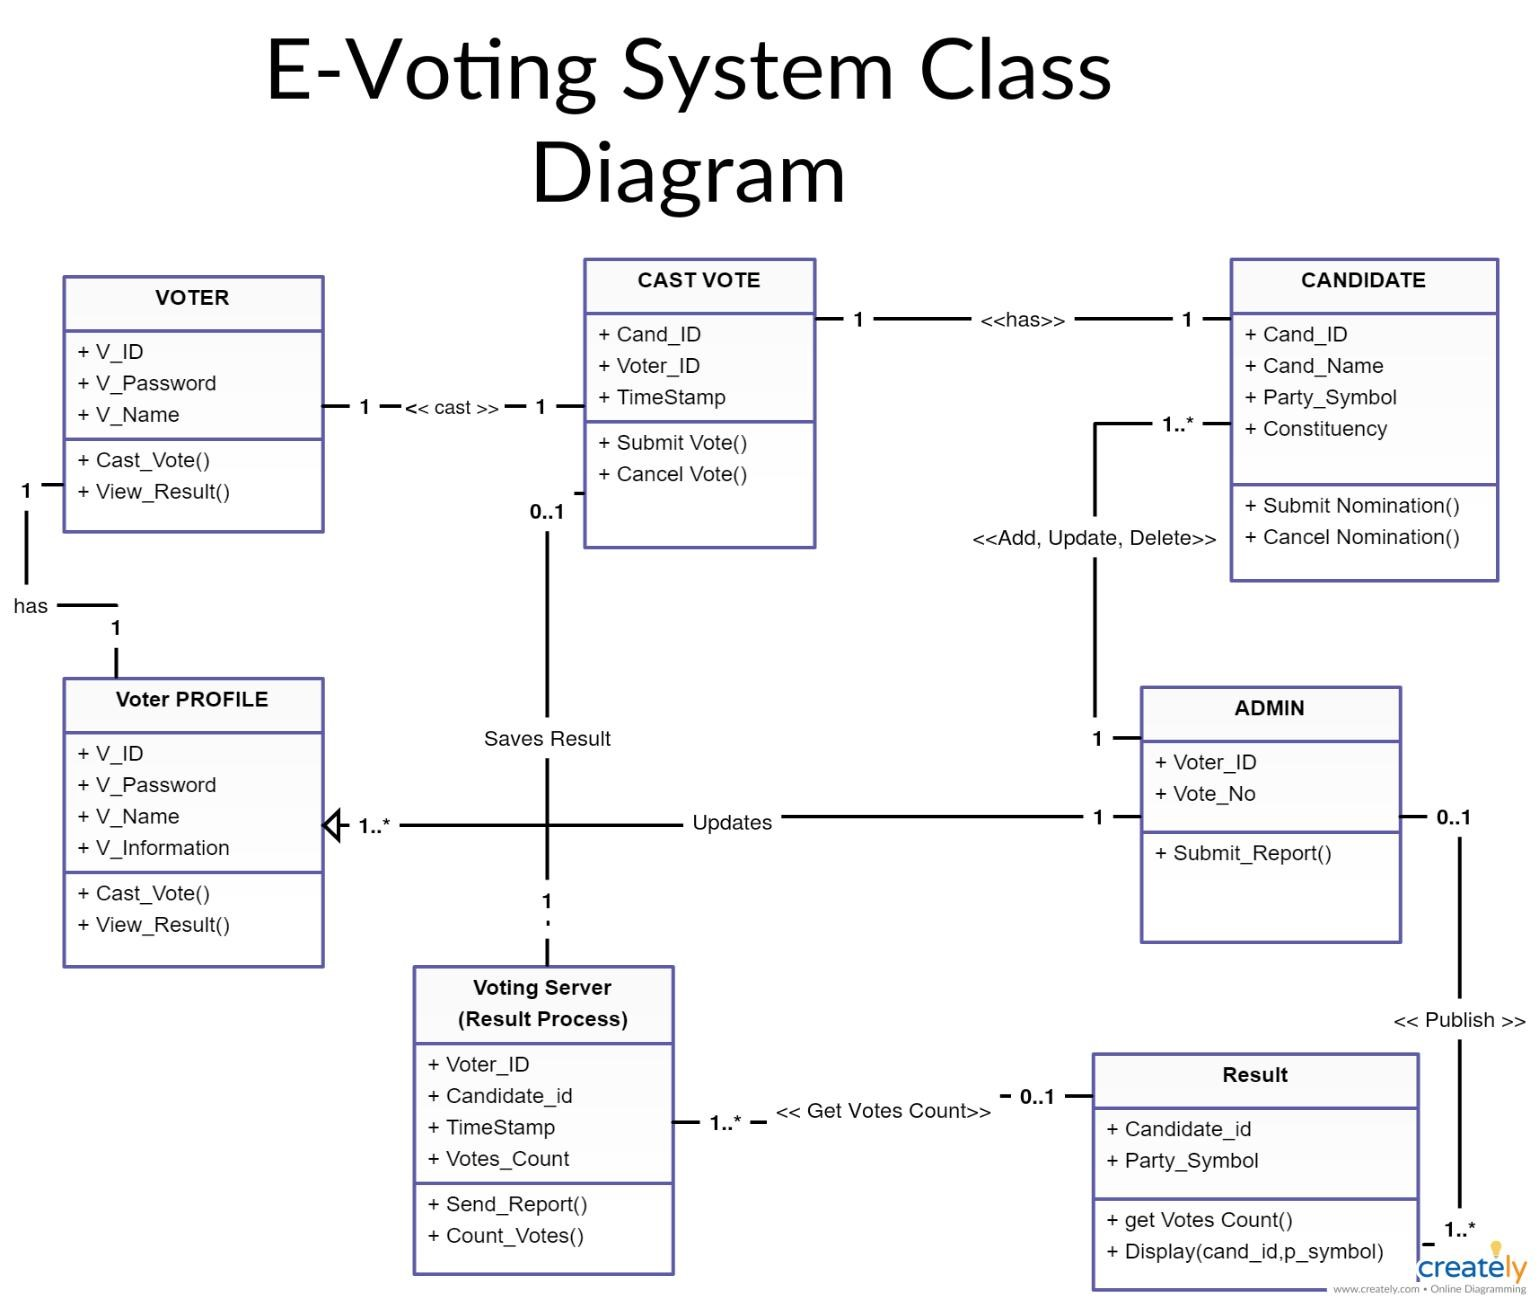 E-Voting System Class
Diagram
VOTER
+ V_ID
+ V_Password
+ V_Name
+ Cast_Vote()
+ View_Result()
1
<< cast >>
1
CAST VOTE
+ Cand_ID
+ Voter_ID
+ TimeStamp
+ Submit Vote()
+ Cancel Vote()
1
<<has>>
1
CANDIDATE
+ Cand_ID
+ Cand_Name
+ Party_Symbol
+ Constituency
+ Submit Nomination()
+ Cancel Nomination()
1
has
1
0..1
Saves Result
1
1..*
<<Add, Update, Delete>>
1
Voter PROFILE
+ V_ID
+ V_Password
+ V_Name
+ V_Information
+ Cast_Vote()
+ View_Result()
1..*
Updates
1
ADMIN
+ Voter_ID
+ Vote_No
+ Submit_Report()
0..1
<< Publish >>
1..*
Voting Server
(Result Process)
+ Voter_ID
+ Candidate_id
+ TimeStamp
+ Votes_Count
+ Send_Report()
+ Count_Votes()
1..*
<< Get Votes Count>>
0..1
Result
+ Candidate_id
+ Party_Symbol
+ get Votes Count()
+ Display(cand_id,p_symbol)
creately
www.creately.com • Online Diagramming